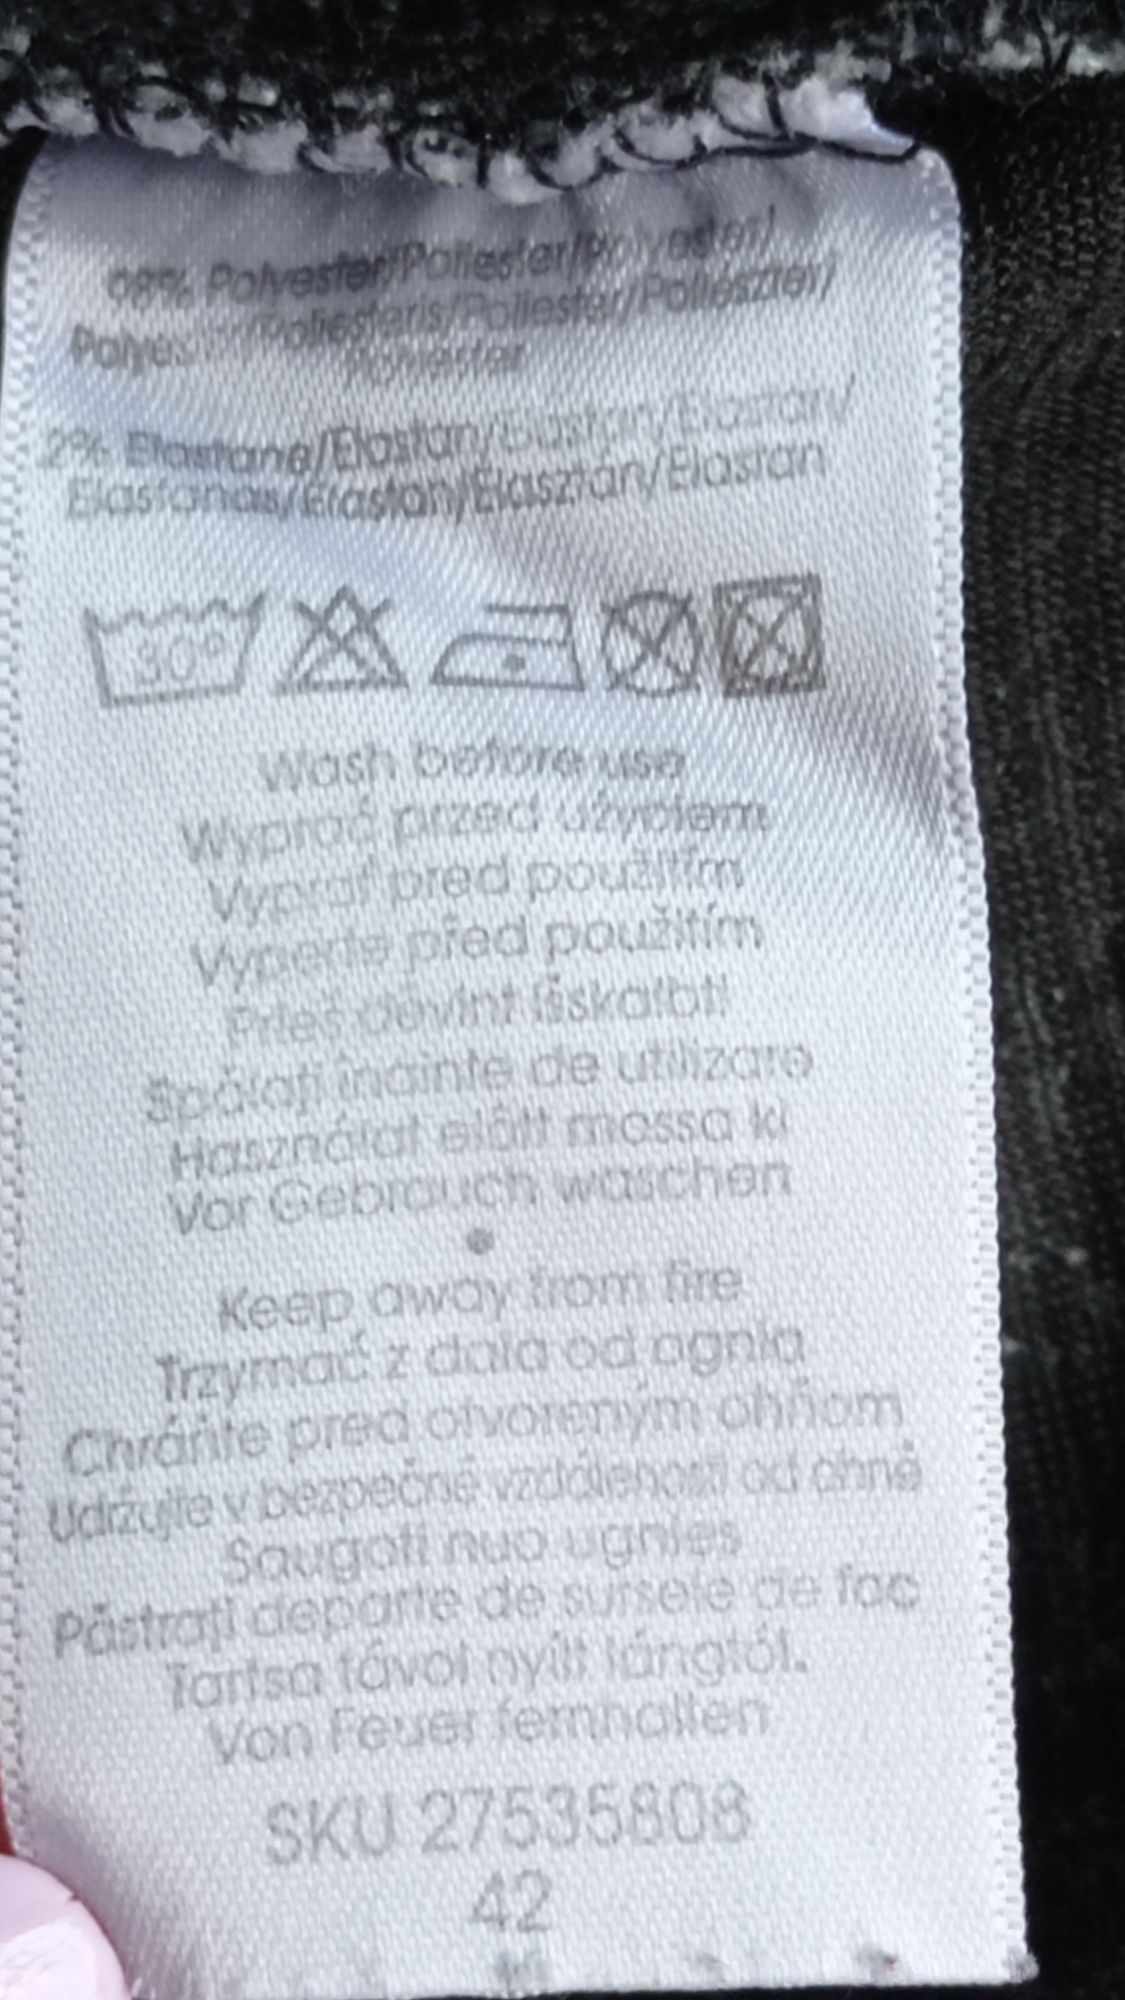 98% Polyester/Poliester/Polyester/
Polyester/Poliesteris/Poliester/Poliészter/
Polyester
2% Elastane/Elastan/Elastan/Elastan/
Elastanas/Elastan/Elasztán/Elastan
30°
Wash before use
Wyprać przed użyciem
Vyprať pred použitím
Vyperte před použitím
Prieš dėvint išskalbti
Spălați înainte de utilizare
Használat előtt mossa ki
Vor Gebrauch waschen
Keep away from fire
Trzymać z dala od ognia
Chráňte pred otvoreným ohňom
Udržujte v bezpečné vzdálenosti od ohně
Saugoti nuo ugnies
Păstrați departe de sursele de foc
Tartsa távol nyílt lángtól.
Von Feuer fernhalten
SKU 27535808
42